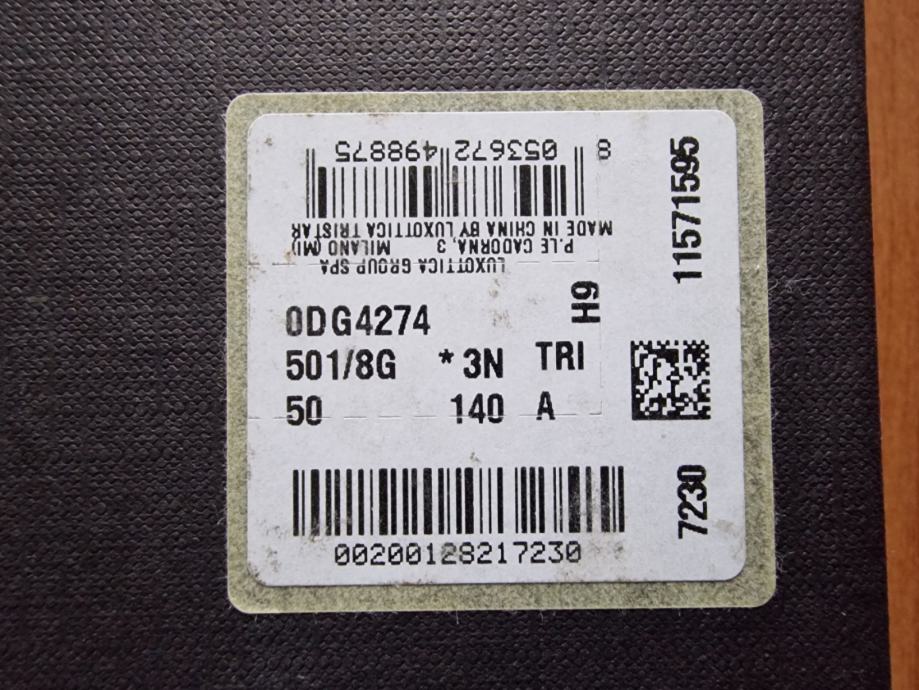 8 053672 498875
MADE IN CHINA BY LUXOTTICA TRISTAR
P.LE CADORNA, 3 MILANO (MI)
LUXOTTICA GROUP SPA
0DG4274
H9
501/8G *3N TRI
50 140 A
00200128217230
11571595
7230